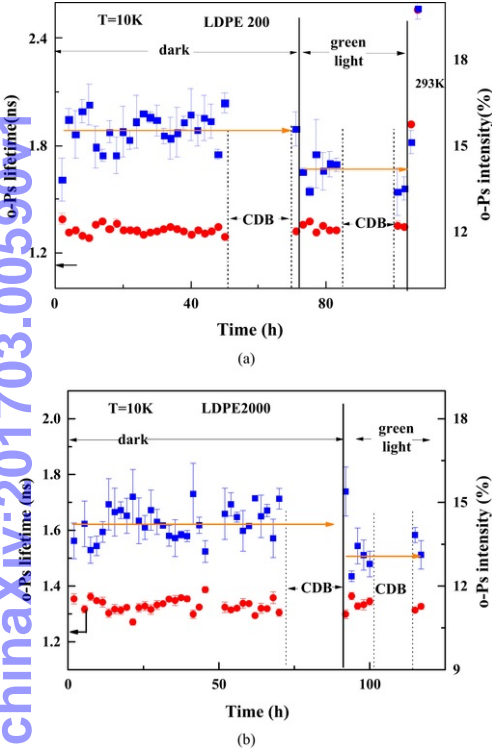 T=10K LDPE 200
dark
green
light
293K
CDB
CDB
2.4
1.8
1.2
18
15
12
0 40 80
o-Ps lifetime(ns)
o-Ps intensity(%)
Time (h)
(a)
T=10K LDPE2000
dark
green
light
CDB
CDB
2.0
1.8
1.6
1.4
1.2
18
15
12
9
0 50 100
o-Ps lifetime (ns)
o-Ps intensity (%)
Time (h)
(b)
chinaXiv:201703.00590v1